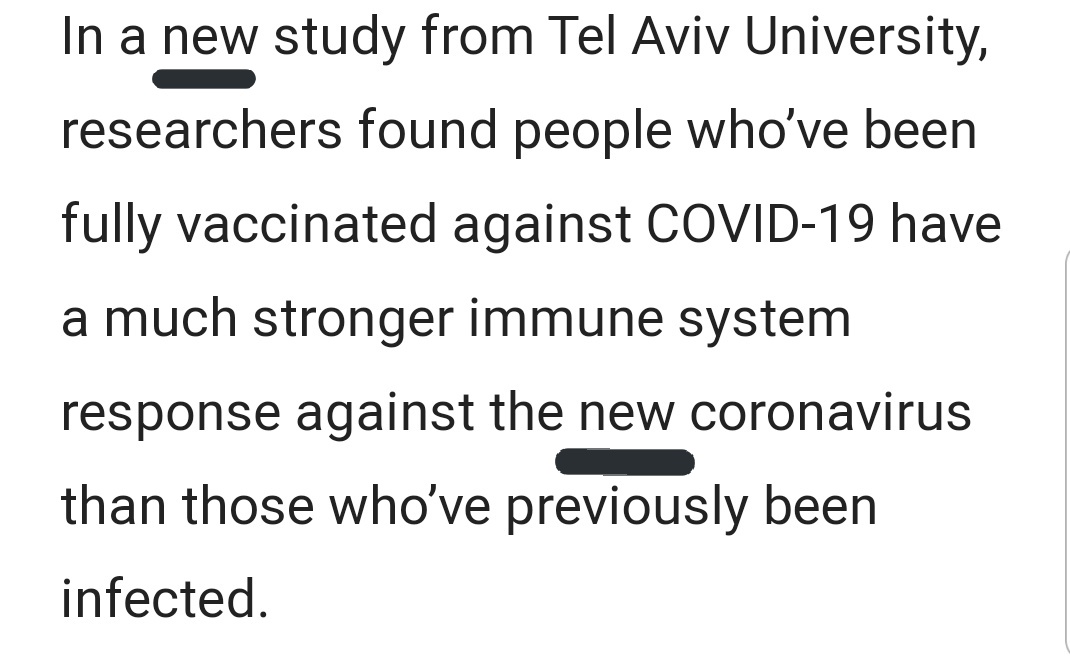 In a new study from Tel Aviv University,
researchers found people who’ve been
fully vaccinated against COVID-19 have
a much stronger immune system
response against the new coronavirus
than those who’ve previously been
infected.